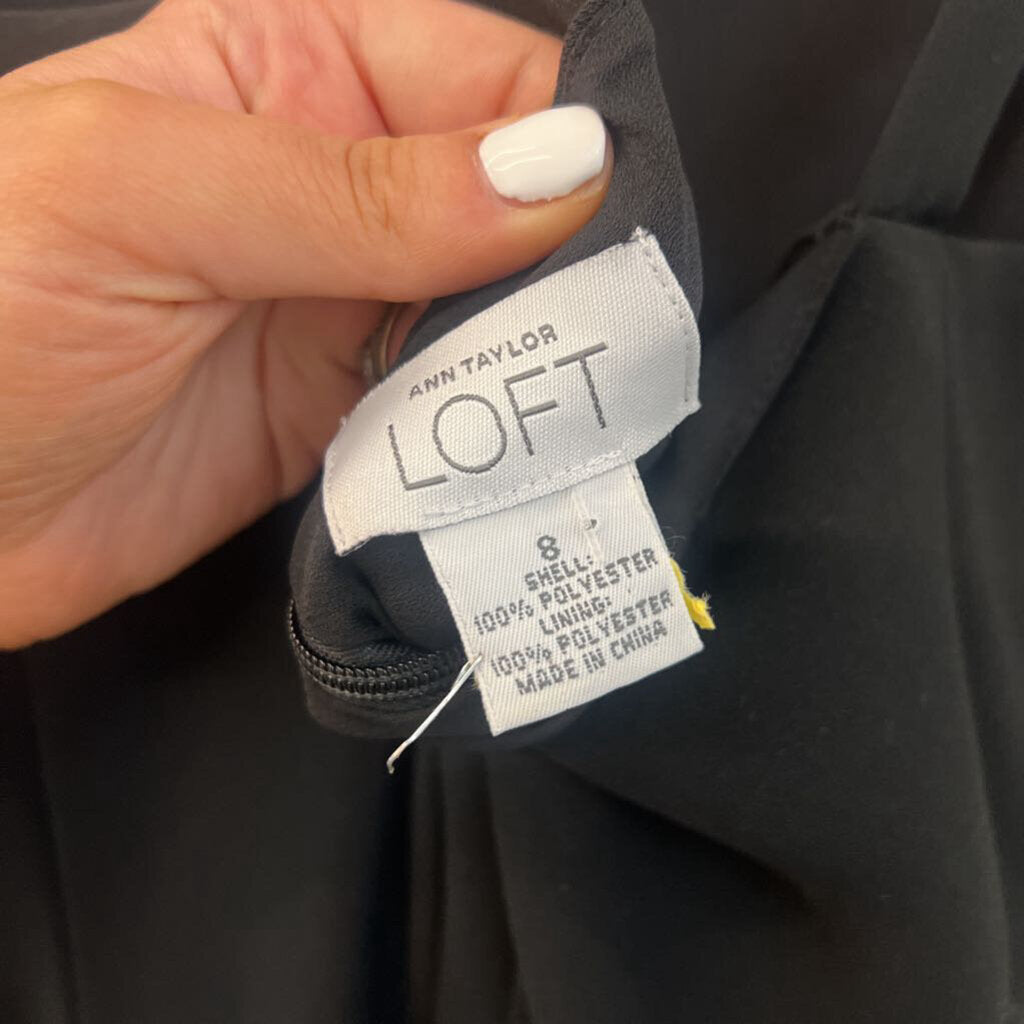 ANN TAYLOR
LOFT
8
SHELL:
100% POLYESTER
LINING:
100% POLYESTER
MADE IN CHINA